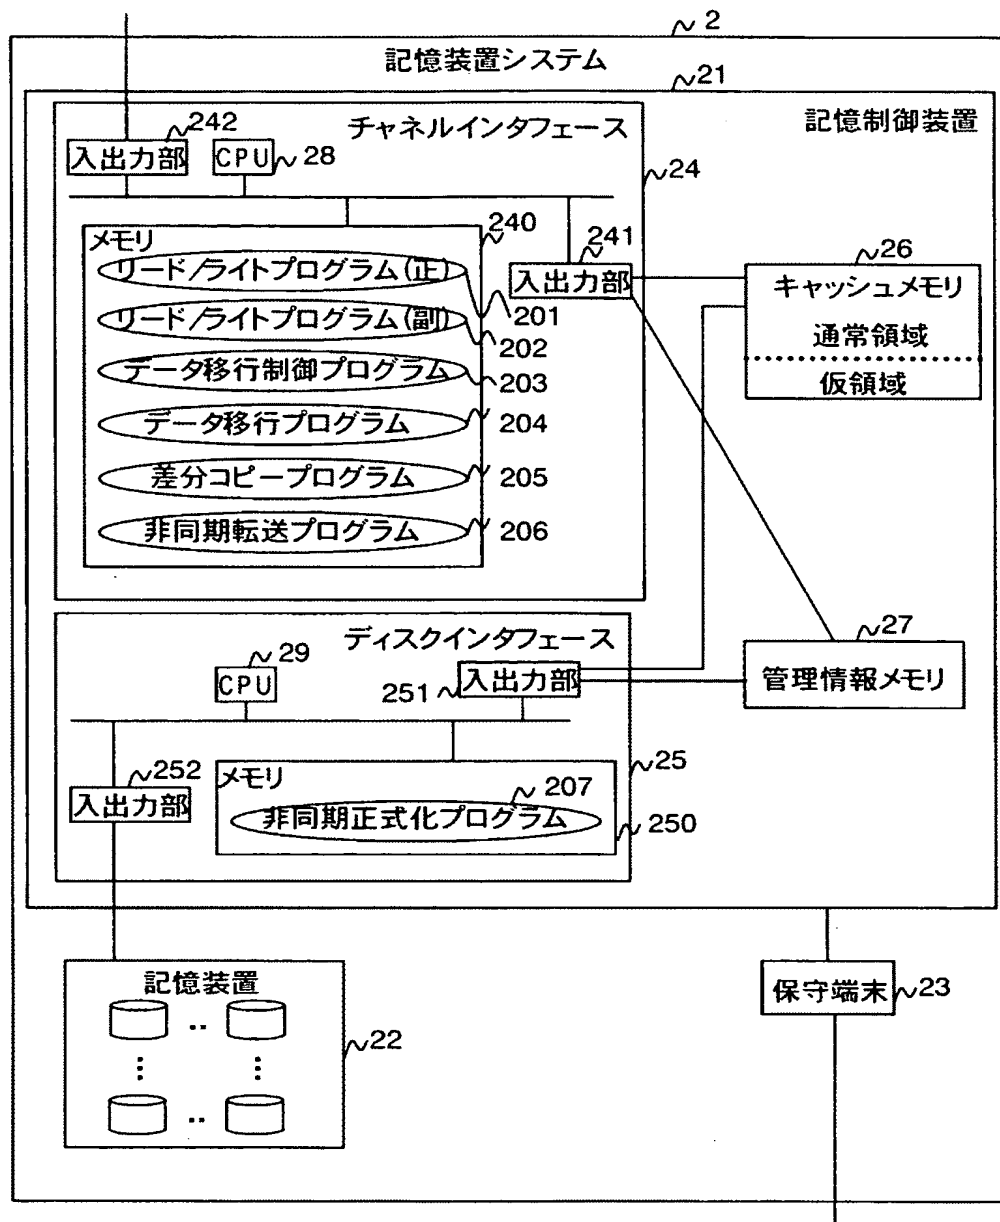 2
記憶装置システム
21
記憶制御装置
チャネルインタフェース
24
242
入出力部
CPU
28
メモリ
240
リード/ライトプログラム(正)
201
リード/ライトプログラム(副)
202
データ移行制御プログラム
203
データ移行プログラム
204
差分コピープログラム
205
非同期転送プログラム
206
241
入出力部
26
キャッシュメモリ
通常領域
仮領域
27
管理情報メモリ
ディスクインタフェース
25
29
CPU
251
入出力部
252
入出力部
メモリ
207
非同期正式化プログラム
250
記憶装置
‥
⋮
⋮
‥
22
保守端末
23